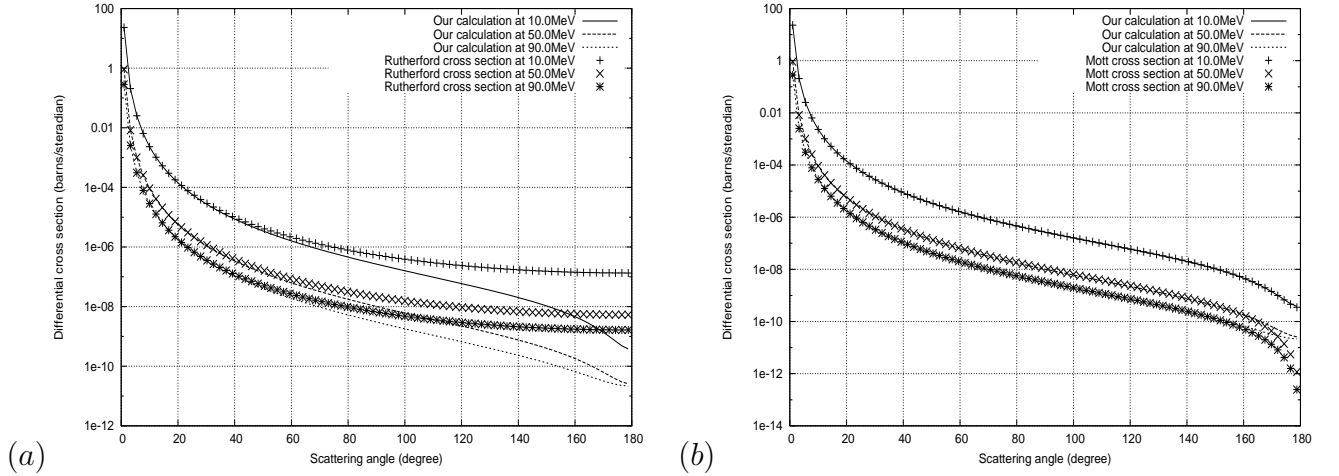 100
1
0.01
1e-04
1e-06
1e-08
1e-10
1e-12
0 20 40 60 80 100 120 140 160 180
Differential cross section (barns/steradian)
Scattering angle (degree)
Our calculation at 10.0MeV
Our calculation at 50.0MeV
Our calculation at 90.0MeV
Rutherford cross section at 10.0MeV
Rutherford cross section at 50.0MeV
Rutherford cross section at 90.0MeV
(a)
100
1
0.01
1e-04
1e-06
1e-08
1e-10
1e-12
1e-14
0 20 40 60 80 100 120 140 160 180
Differential cross section (barns/steradian)
Scattering angle (degree)
Our calculation at 10.0MeV
Our calculation at 50.0MeV
Our calculation at 90.0MeV
Mott cross section at 10.0MeV
Mott cross section at 50.0MeV
Mott cross section at 90.0MeV
(b)